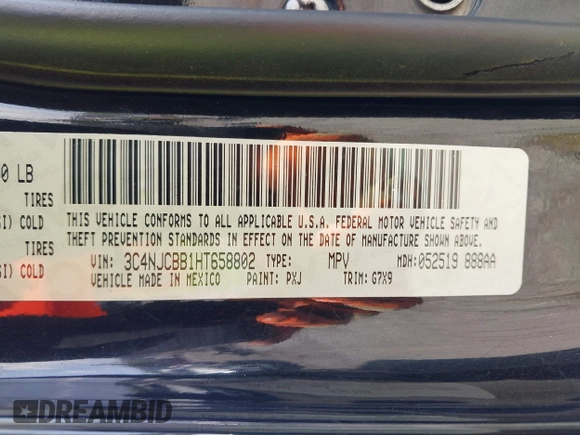 0 LB
TIRES
SI) COLD
TIRES
SI) COLD
THIS VEHICLE CONFORMS TO ALL APPLICABLE U.S.A. FEDERAL MOTOR VEHICLE SAFETY AND
THEFT PREVENTION STANDARDS IN EFFECT ON THE DATE OF MANUFACTURE SHOWN ABOVE.
VIN: 3C4NJCBB1HT658802 TYPE: MPV MDH:052519 888AA
VEHICLE MADE IN MEXICO PAINT: PXJ TRIM: G7X9
DREAMBID